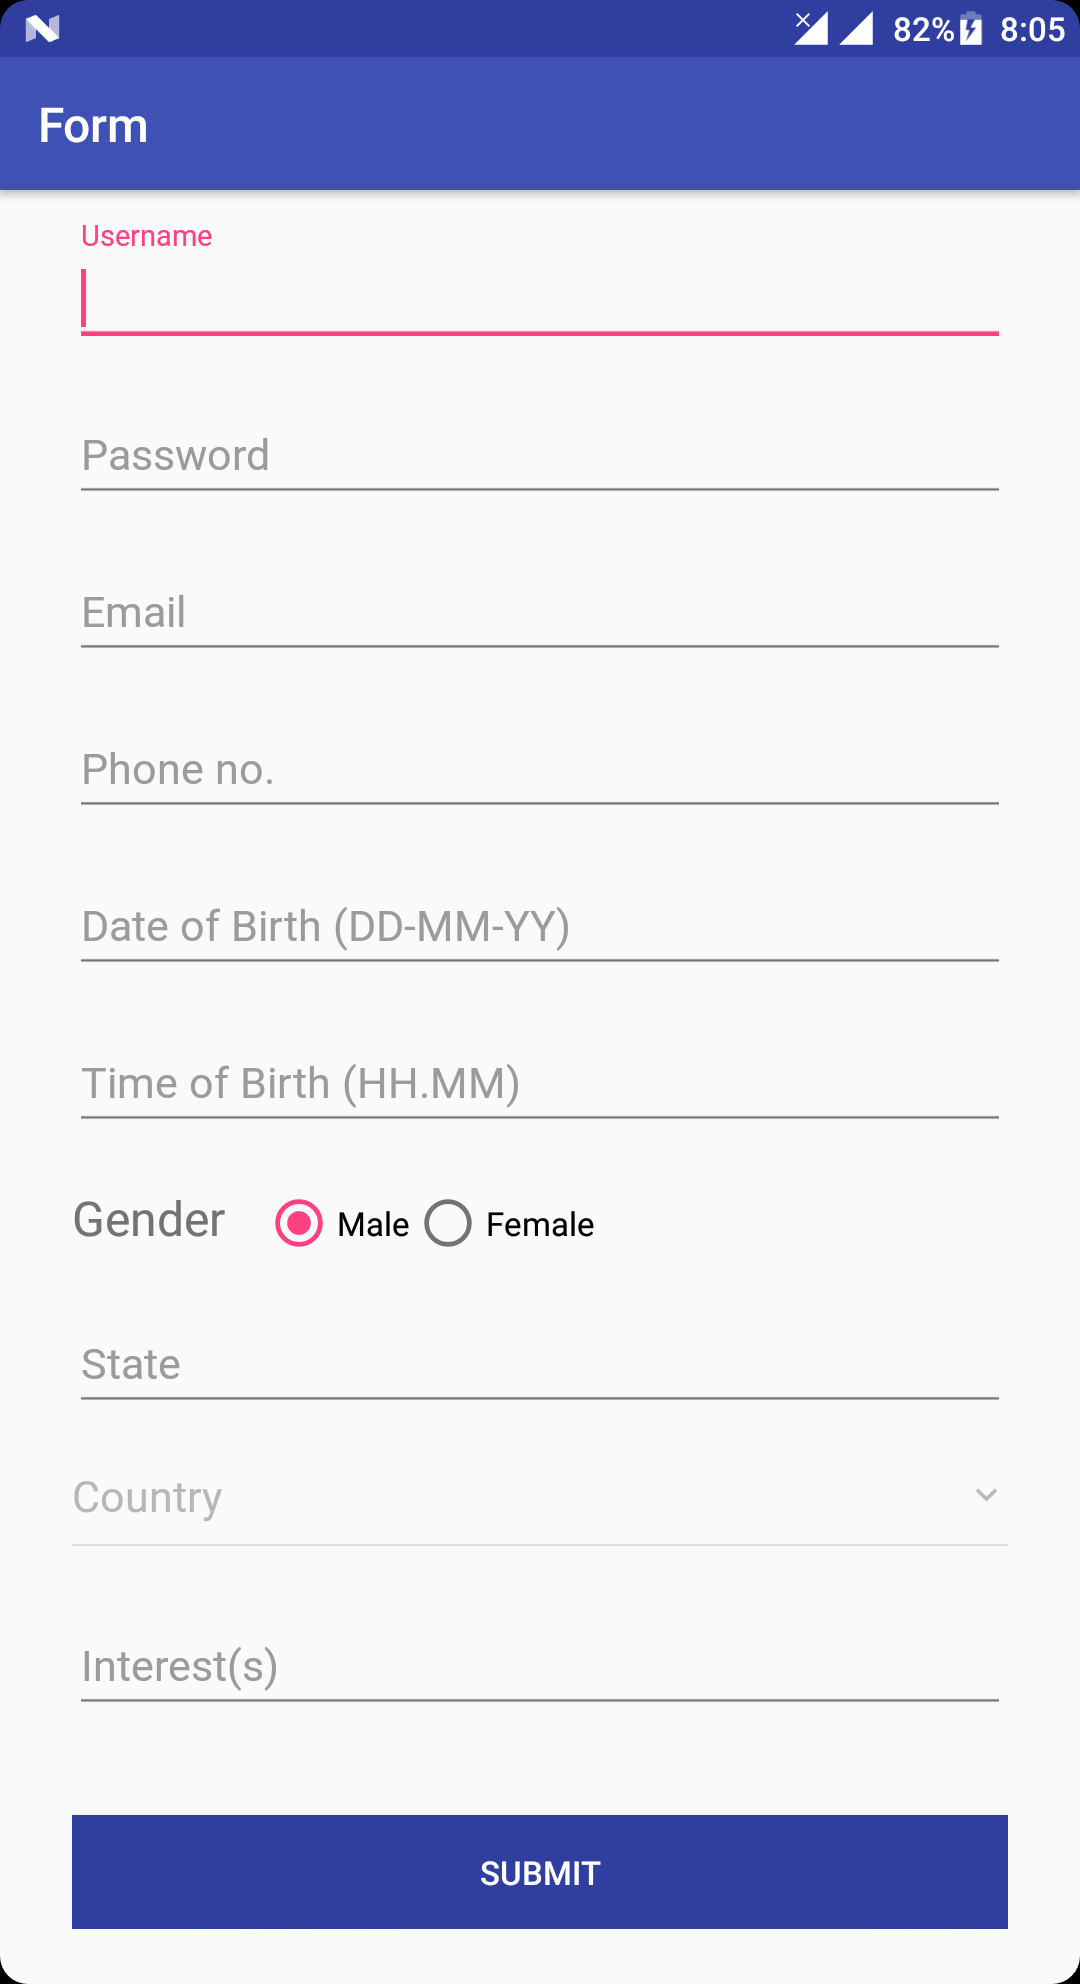 82% 8:05
Form
Username
Password
Email
Phone no.
Date of Birth (DD-MM-YY)
Time of Birth (HH.MM)
Gender Male Female
State
Country
Interest(s)
SUBMIT